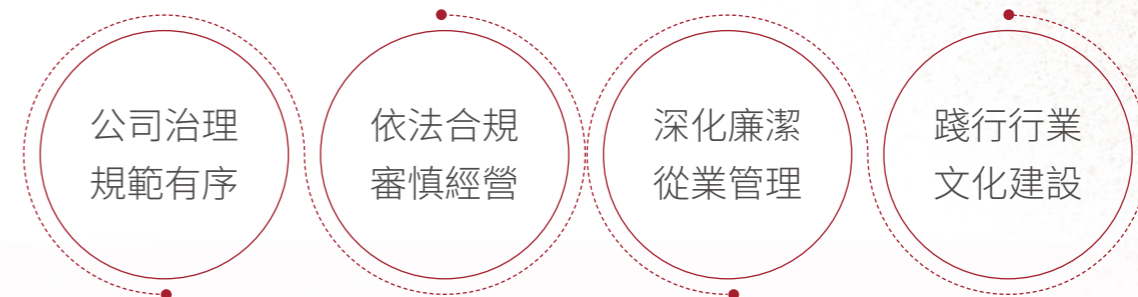 公司治理
規範有序
依法合規
審慎經營
深化廉潔
從業管理
踐行行業
文化建設